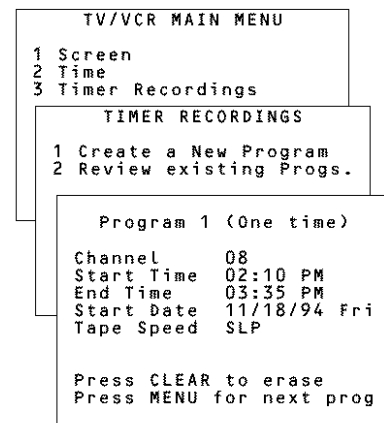 TV/VCR MAIN MENU
1 Screen
2 Time
3 Timer Recordings
TIMER RECORDINGS
1 Create a New Program
2 Review existing Progs.
Program 1 (One time)
Channel 08
Start Time 02:10 PM
End Time 03:35 PM
Start Date 11/18/94 Fri
Tape Speed SLP
Press CLEAR to erase
Press MENU for next prog